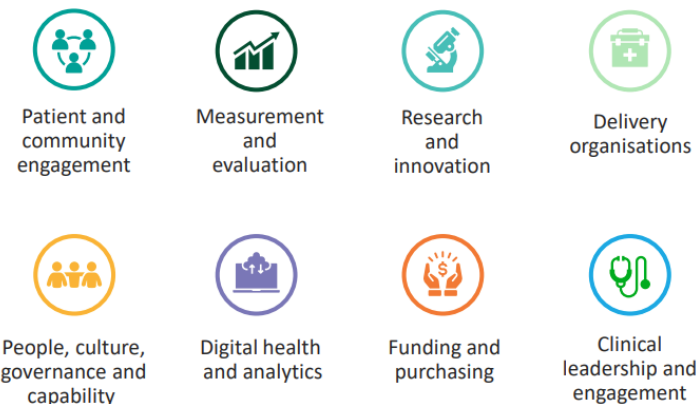 Patient and
community
engagement
Measurement
and
evaluation
Research
and
innovation
Delivery
organisations
People, culture,
governance and
capability
Digital health
and analytics
Funding and
purchasing
Clinical
leadership and
engagement